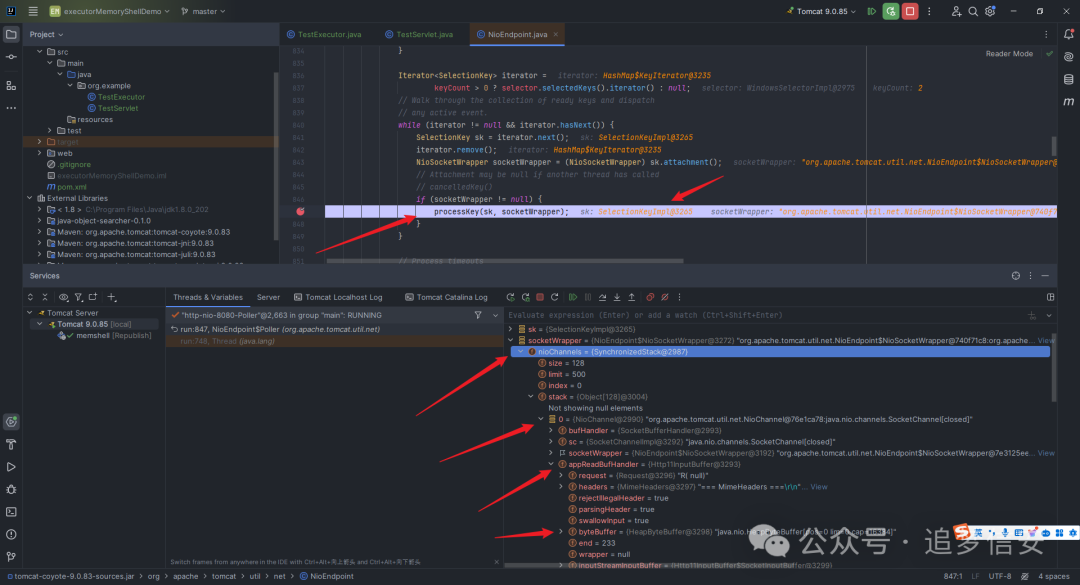 executorMemoryShellDemo
master
Tomcat 9.0.85
Project
src
main
java
org.example
TestExecutor
TestServlet
resources
test
target
web
.gitignore
executorMemoryShellDemo.iml
pom.xml
External Libraries
< 1.8 > C:\Program Files\Java\jdk1.8.0_202
java-object-searcher-0.1.0
Maven: org.apache.tomcat:tomcat-coyote:9.0.83
Maven: org.apache.tomcat:tomcat-jni:9.0.83
Maven: org.apache.tomcat:tomcat-juli:9.0.83
TestExecutor.java
TestServlet.java
NioEndpoint.java
Reader Mode
834 }
835
836 Iterator<SelectionKey> iterator = iterator: HashMap$KeyIterator@3235
837 keyCount > 0 ? selector.selectedKeys().iterator() : null; selector: WindowsSelectorImpl@2975 keyCount: 2
838 // Walk through the collection of ready keys and dispatch
839 // any active event.
840 while (iterator != null && iterator.hasNext()) {
841 SelectionKey sk = iterator.next(); sk: SelectionKeyImpl@3265
842 iterator.remove(); iterator: HashMap$KeyIterator@3235
843 NioSocketWrapper socketWrapper = (NioSocketWrapper) sk.attachment(); socketWrapper: "org.apache.tomcat.util.net.NioEndpoint$NioSocketWrapper@
844 // Attachment may be null if another thread has called
845 // cancelledKey()
846 if (socketWrapper != null) {
processKey(sk, socketWrapper); sk: SelectionKeyImpl@3265 socketWrapper: "org.apache.tomcat.util.net.NioEndpoint$NioSocketWrapper@740f7
848 }
849 }
850
851 // Process timeouts
Services
Threads & Variables
Server
Tomcat Localhost Log
Tomcat Catalina Log
Tomcat Server
Tomcat 9.0.85 [local]
memshell [Republish]
"http-nio-8080-Poller"@2,663 in group "main": RUNNING
run:847, NioEndpoint$Poller (org.apache.tomcat.util.net)
run:748, Thread (java.lang)
Switch frames from anywhere in the IDE with Ctrl+Alt+向上箭头 and Ctrl+Alt+向下箭头
Evaluate expression (Enter) or add a watch (Ctrl+Shift+Enter)
sk = {SelectionKeyImpl@3265}
socketWrapper = {NioEndpoint$NioSocketWrapper@3272} "org.apache.tomcat.util.net.NioEndpoint$NioSocketWrapper@740f71c8:org.apache.tomca... View
nioChannels = {SynchronizedStack@2987}
size = 128
limit = 500
index = 0
stack = {Object[128]@3004}
Not showing null elements
0 = {NioChannel@2990} "org.apache.tomcat.util.net.NioChannel@76e1ca78:java.nio.channels.SocketChannel[closed]"
bufHandler = {SocketBufferHandler@2993}
sc = {SocketChannelImpl@3292} "java.nio.channels.SocketChannel[closed]"
socketWrapper = {NioEndpoint$NioSocketWrapper@3192} "org.apache.tomcat.util.net.NioEndpoint$NioSocketWrapper@7e3125ee... View
appReadBufHandler = {Http11InputBuffer@3293}
request = {Request@3296} "R( null)"
headers = {MimeHeaders@3297} "=== MimeHeaders ===\r\n"... View
rejectIllegalHeader = true
parsingHeader = true
swallowInput = true
byteBuffer = {HeapByteBuffer@3298} "java.nio.HeapByteBuffer[pos=0 lim=0 cap=16384]"
end = 233
wrapper = null
inputStreamInputBuffer = {Http11InputBuffer
英
公众号 · 追多信安
tomcat-coyote-9.0.83-sources.jar > org > apache > tomcat > util > net > NioEndpoint
847:1 LF UTF-8 4 spaces